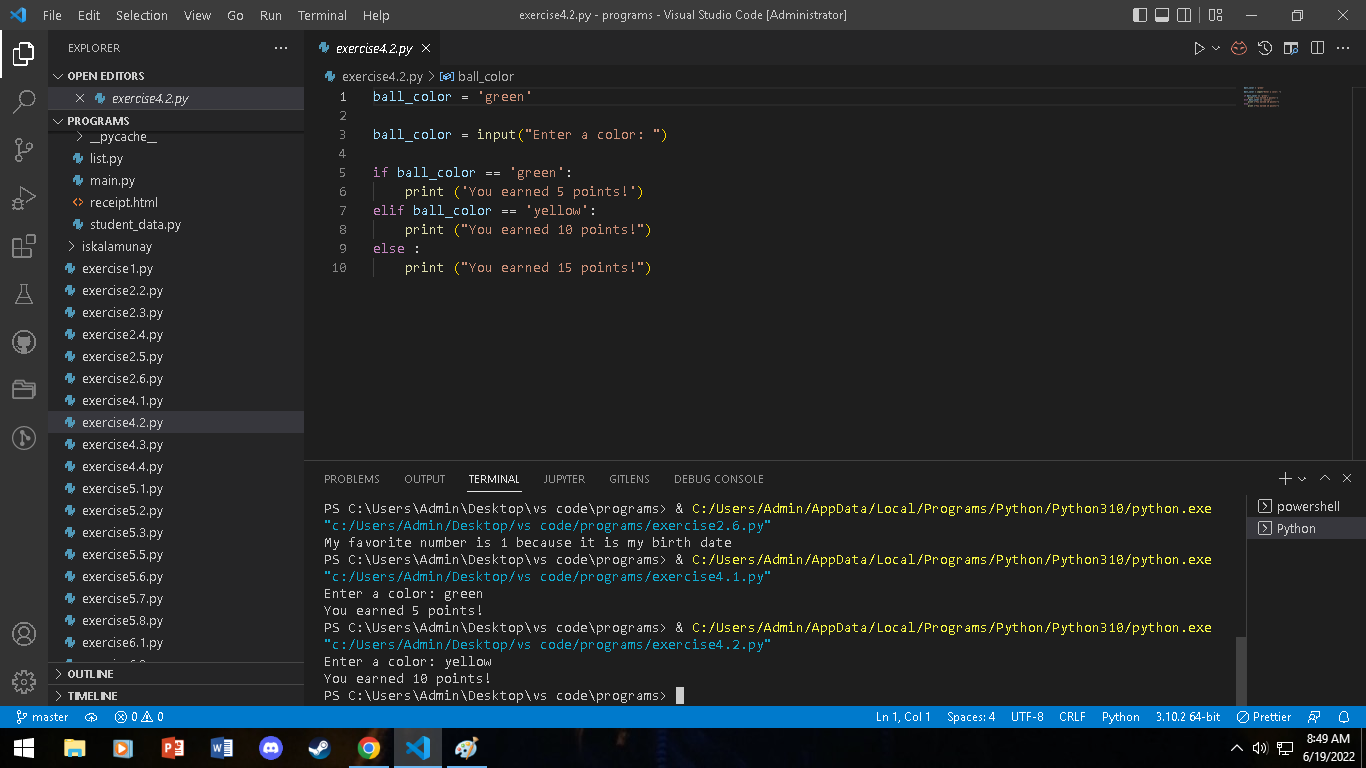 File Edit Selection View Go Run Terminal Help exercise4.2.py - programs - Visual Studio Code [Administrator]
EXPLORER
OPEN EDITORS
exercise4.2.py
PROGRAMS
__pycache__
list.py
main.py
receipt.html
student_data.py
iskalamunay
exercise1.py
exercise2.2.py
exercise2.3.py
exercise2.4.py
exercise2.5.py
exercise2.6.py
exercise4.1.py
exercise4.2.py
exercise4.3.py
exercise4.4.py
exercise5.1.py
exercise5.2.py
exercise5.3.py
exercise5.5.py
exercise5.6.py
exercise5.7.py
exercise5.8.py
exercise6.1.py
OUTLINE
TIMELINE
exercise4.2.py
exercise4.2.py > ball_color
1 ball_color = 'green'
2
3 ball_color = input("Enter a color: ")
4
5 if ball_color == 'green':
6     print ('You earned 5 points!')
7 elif ball_color == 'yellow':
8     print ("You earned 10 points!")
9 else :
10     print ("You earned 15 points!")
PROBLEMS OUTPUT TERMINAL JUPYTER GITLENS DEBUG CONSOLE
PS C:\Users\Admin\Desktop\vs code\programs> & C:/Users/Admin/AppData/Local/Programs/Python/Python310/python.exe
"c:/Users/Admin/Desktop/vs code/programs/exercise2.6.py"
My favorite number is 1 because it is my birth date
PS C:\Users\Admin\Desktop\vs code\programs> & C:/Users/Admin/AppData/Local/Programs/Python/Python310/python.exe
"c:/Users/Admin/Desktop/vs code/programs/exercise4.1.py"
Enter a color: green
You earned 5 points!
PS C:\Users\Admin\Desktop\vs code\programs> & C:/Users/Admin/AppData/Local/Programs/Python/Python310/python.exe
"c:/Users/Admin/Desktop/vs code/programs/exercise4.2.py"
Enter a color: yellow
You earned 10 points!
PS C:\Users\Admin\Desktop\vs code\programs>
powershell
Python
master 0 0 Ln 1, Col 1 Spaces: 4 UTF-8 CRLF Python 3.10.2 64-bit Prettier
8:49 AM
6/19/2022